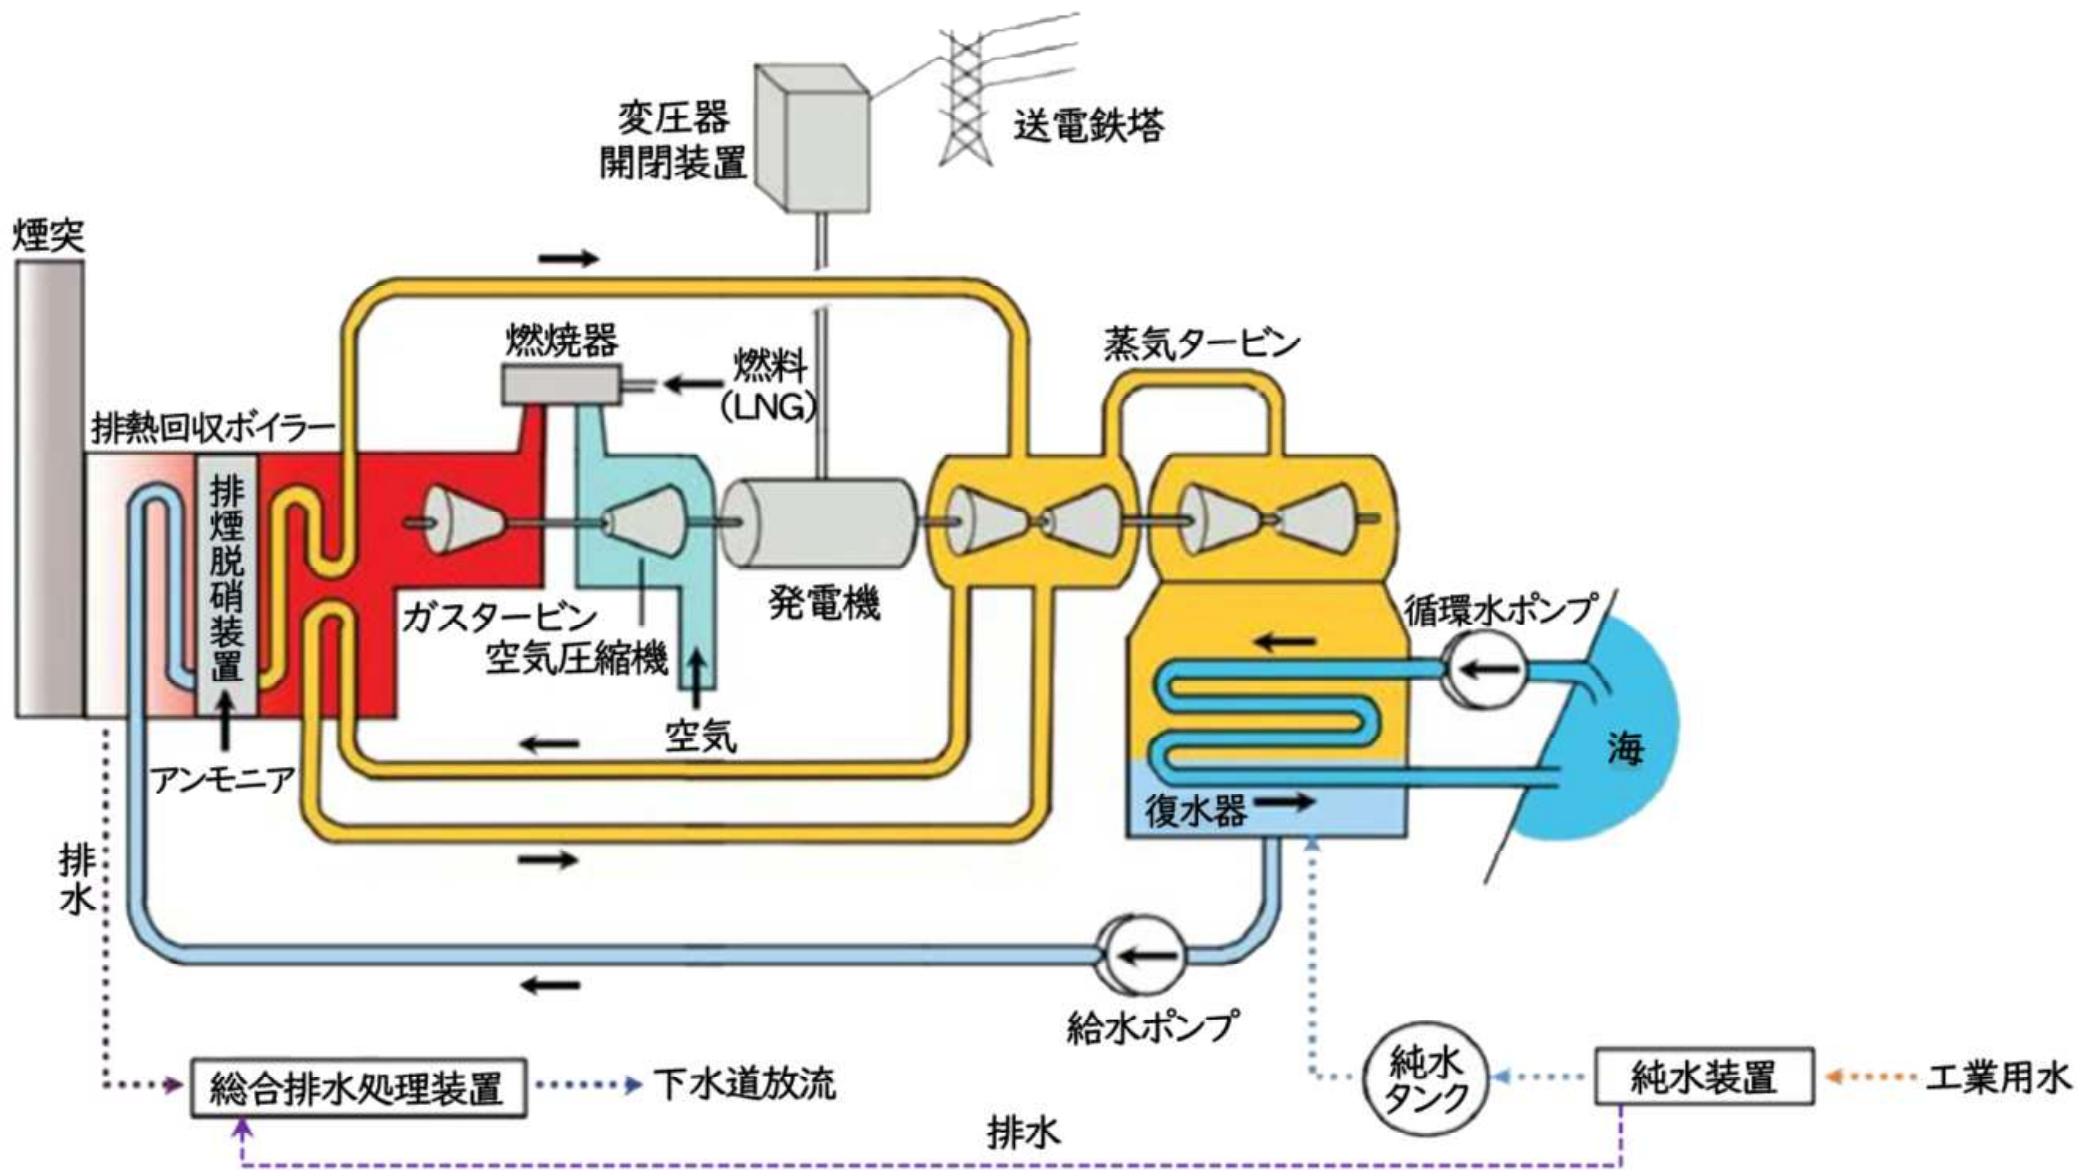 変圧器
開閉装置
送電鉄塔
煙突
燃焼器
燃料
(LNG)
蒸気タービン
排熱回収ボイラー
排煙脱硝装置
ガスタービン
空気圧縮機
発電機
循環水ポンプ
空気
海
アンモニア
復水器
排水
給水ポンプ
総合排水処理装置
下水道放流
純水
タンク
純水装置
工業用水
排水